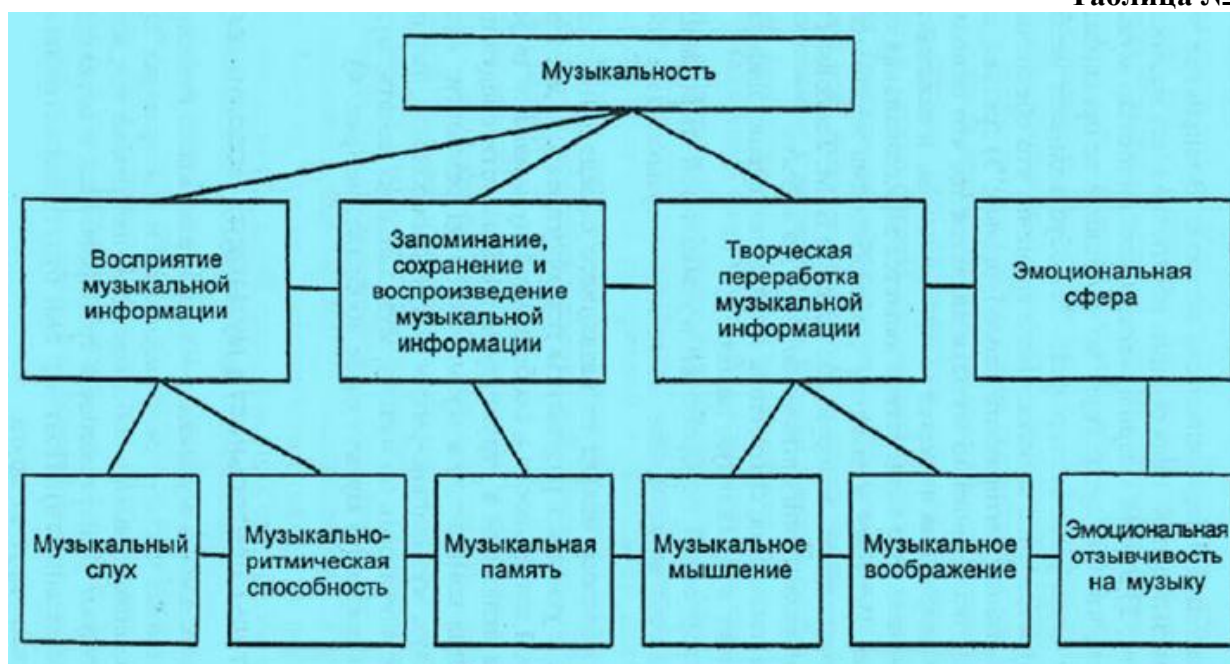 Таблица №
Музыкальность
Восприятие
музыкальной
информации
Запоминание,
сохранение и
воспроизведение
музыкальной
информации
Творческая
переработка
музыкальной
информации
Эмоциональная
сфера
Музыкальный
слух
Музыкально-
ритмическая
способность
Музыкальная
память
Музыкальное
мышление
Музыкальное
воображение
Эмоциональная
отзывчивость
на музыку